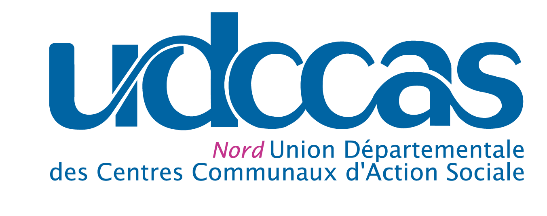 udccas
Nord Union Départementale
des Centres Communaux d'Action Sociale